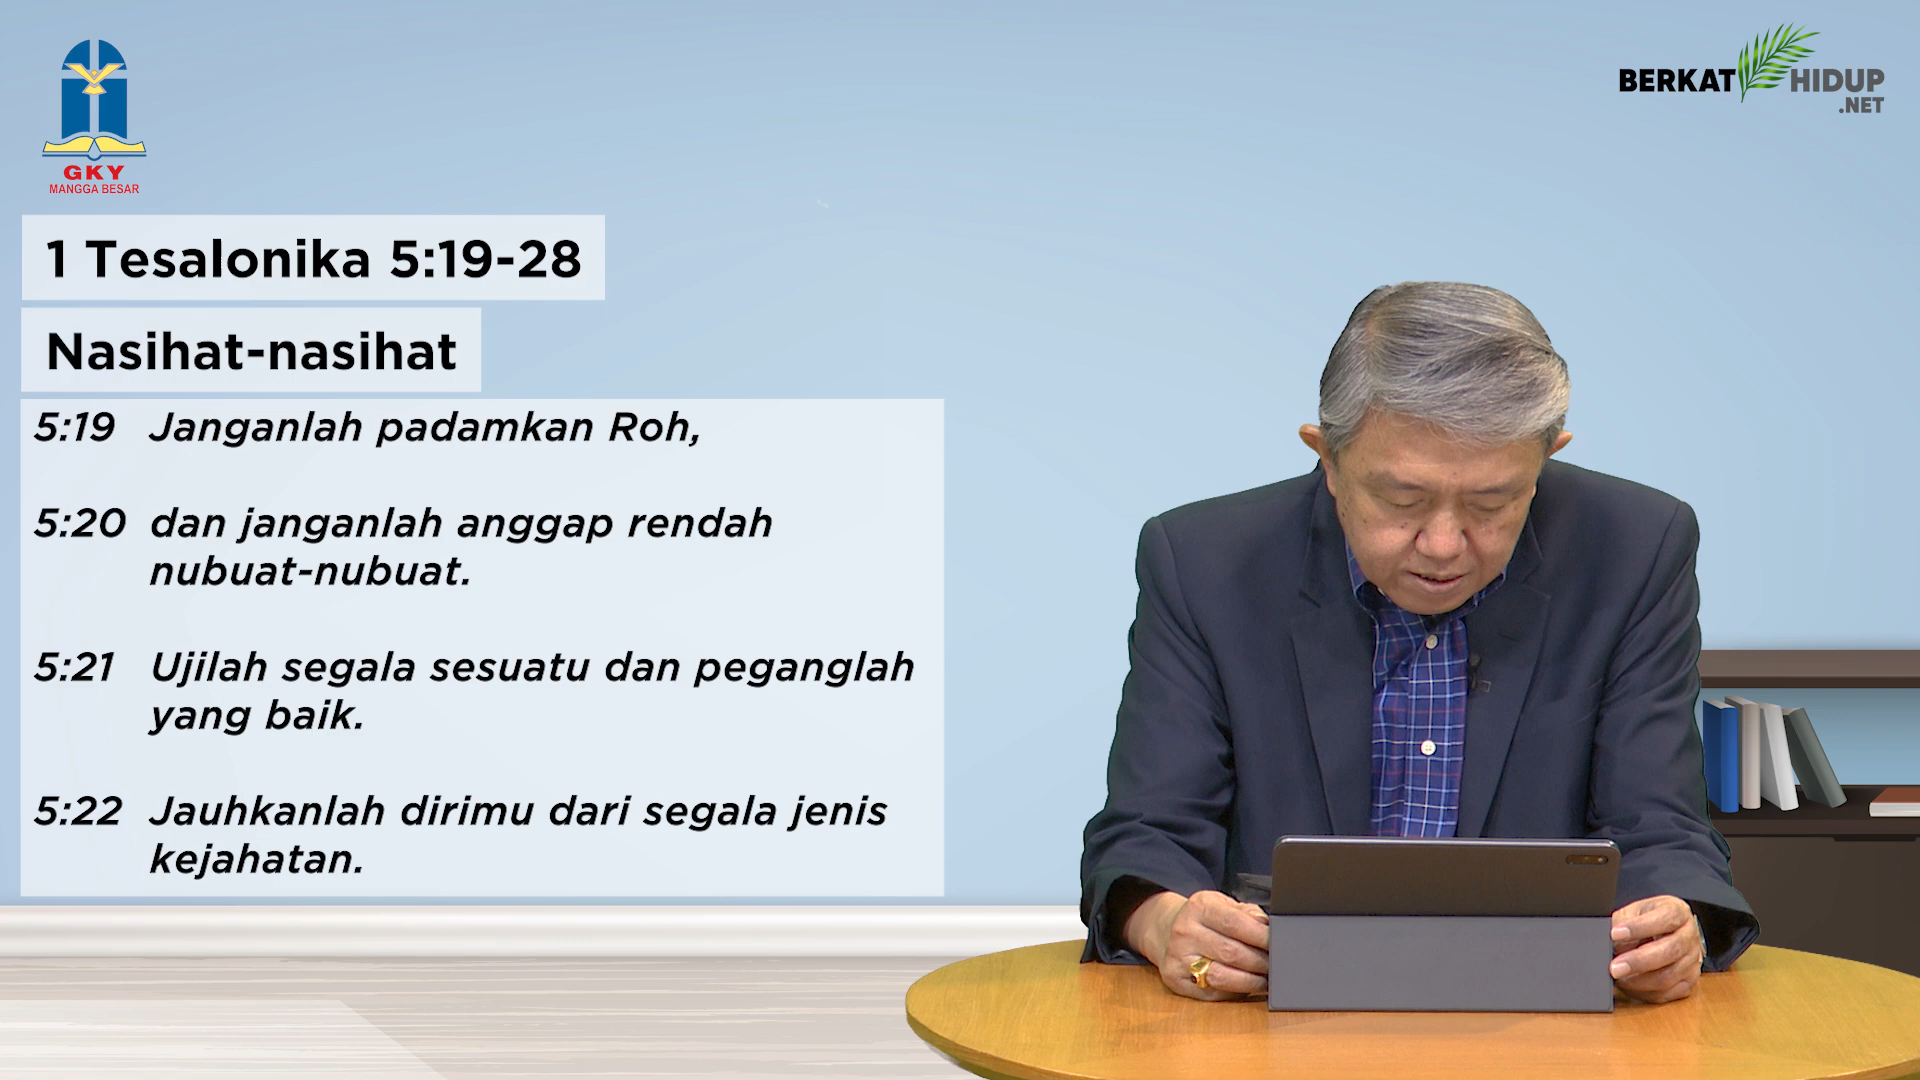 GKY
MANGGA BESAR
BERKAT HIDUP
.NET
1 Tesalonika 5:19-28
Nasihat-nasihat
5:19 Janganlah padamkan Roh,
5:20 dan janganlah anggap rendah
nubuat-nubuat.
5:21 Ujilah segala sesuatu dan peganglah
yang baik.
5:22 Jauhkanlah dirimu dari segala jenis
kejahatan.